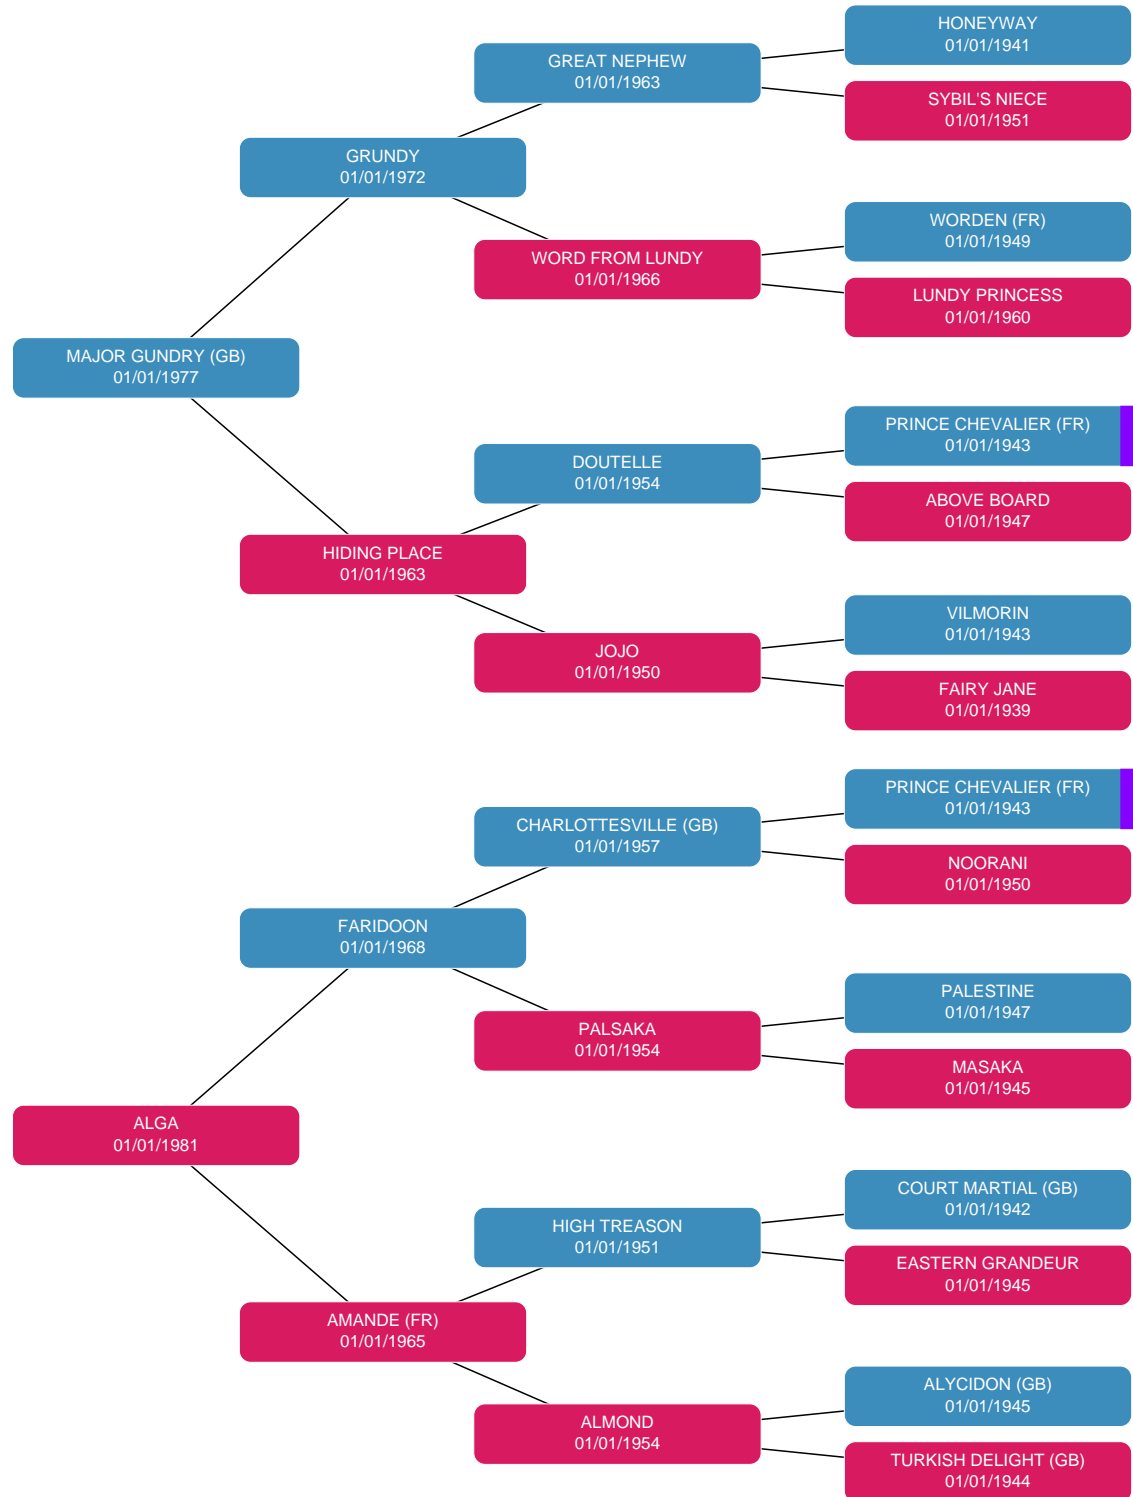 HONEYWAY
01/01/1941
GREAT NEPHEW
01/01/1963
SYBIL'S NIECE
01/01/1951
GRUNDY
01/01/1972
WORDEN (FR)
01/01/1949
WORD FROM LUNDY
01/01/1966
LUNDY PRINCESS
01/01/1960
MAJOR GUNDRY (GB)
01/01/1977
PRINCE CHEVALIER (FR)
01/01/1943
DOUTELLE
01/01/1954
ABOVE BOARD
01/01/1947
HIDING PLACE
01/01/1963
VILMORIN
01/01/1943
JOJO
01/01/1950
FAIRY JANE
01/01/1939
PRINCE CHEVALIER (FR)
01/01/1943
CHARLOTTESVILLE (GB)
01/01/1957
NOORANI
01/01/1950
FARIDOON
01/01/1968
PALESTINE
01/01/1947
PALSAKA
01/01/1954
MASAKA
01/01/1945
ALGA
01/01/1981
COURT MARTIAL (GB)
01/01/1942
HIGH TREASON
01/01/1951
EASTERN GRANDEUR
01/01/1945
AMANDE (FR)
01/01/1965
ALYCIDON (GB)
01/01/1945
ALMOND
01/01/1954
TURKISH DELIGHT (GB)
01/01/1944